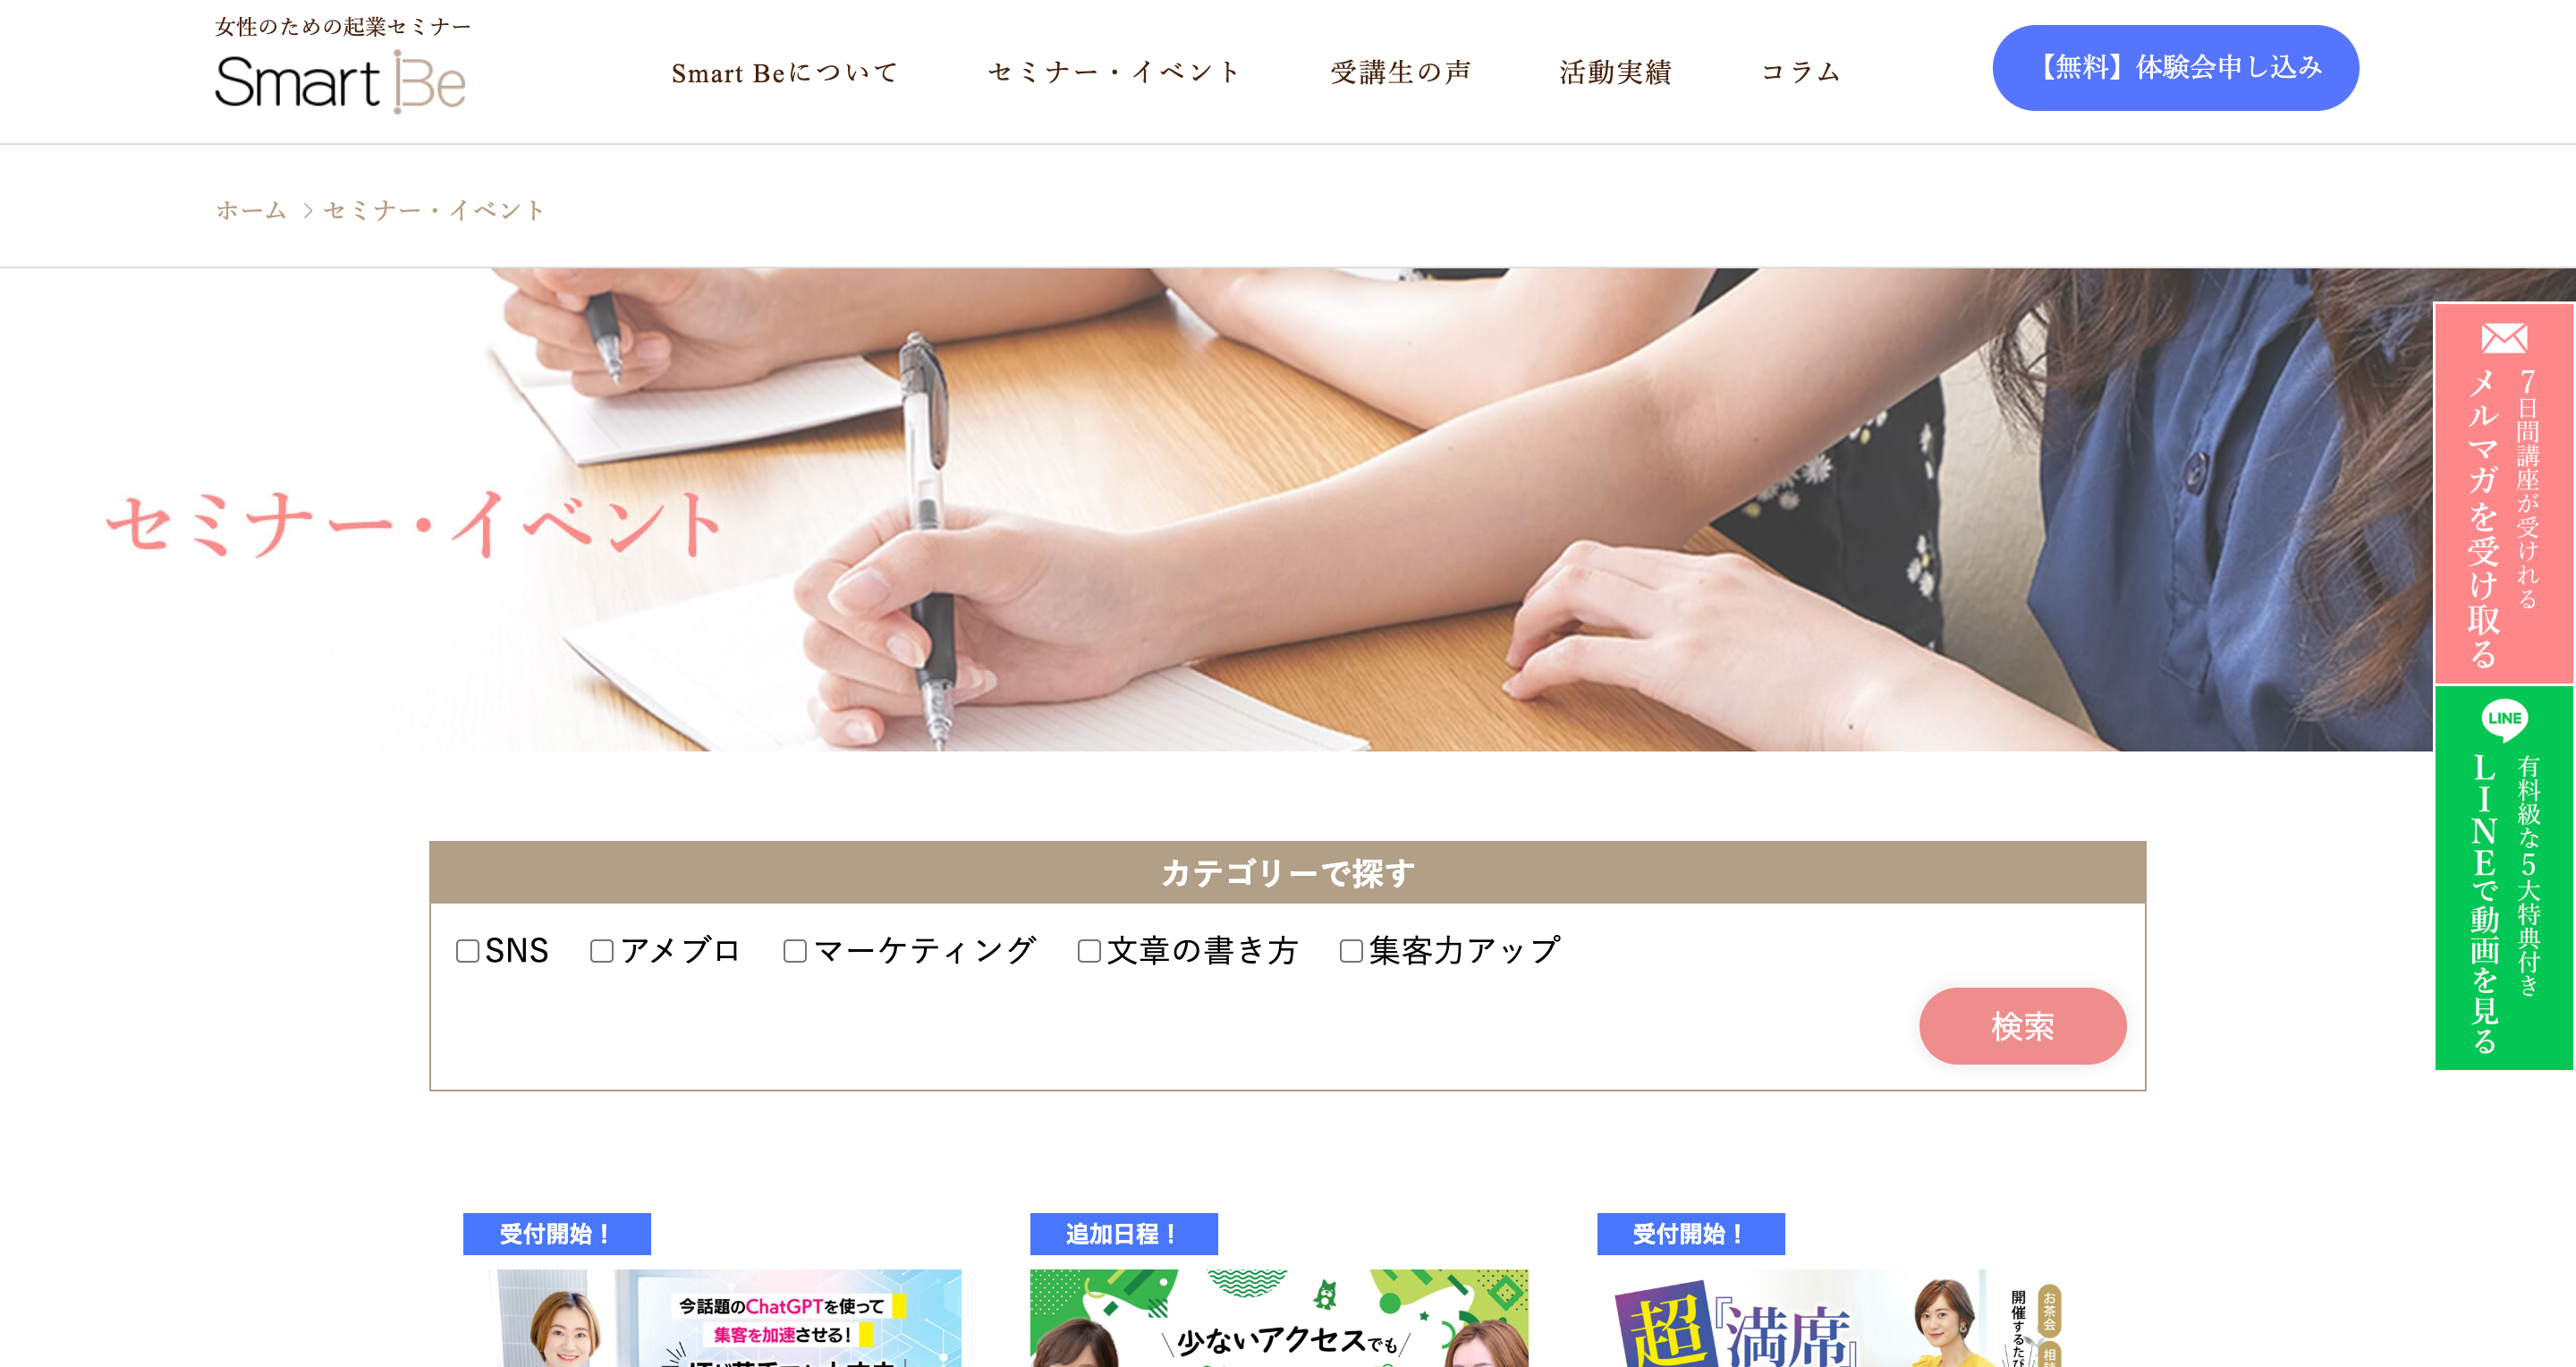 女性のための起業セミナー
Smart Be
Smart Beについて
セミナー・イベント
受講生の声
活動実績
コラム
【無料】体験会申し込み
ホーム
セミナー・イベント
セミナー・イベント
7日間講座が受けれる
メルマガを受け取る
LINE
有料級な5大特典付き
LINEで動画を見る
カテゴリーで探す
SNS
アメブロ
マーケティング
文章の書き方
集客力アップ
検索
受付開始！
追加日程！
受付開始！
今話題のChatGPTを使って
集客を加速させる！
少ないアクセスでも
超『満席』
開催するたび
お茶会